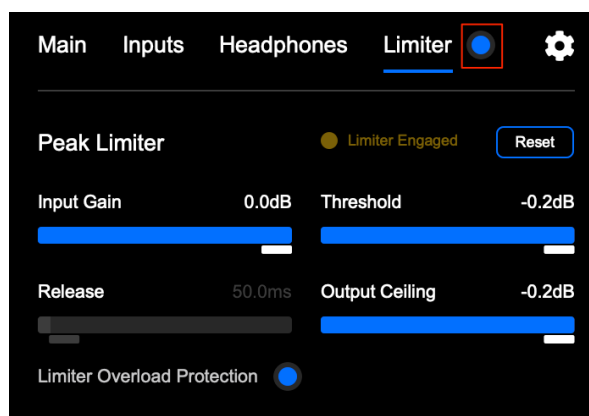 Main Inputs Headphones Limiter
Peak Limiter Limiter Engaged Reset
Input Gain 0.0dB Threshold -0.2dB
Release 50.0ms Output Ceiling -0.2dB
Limiter Overload Protection